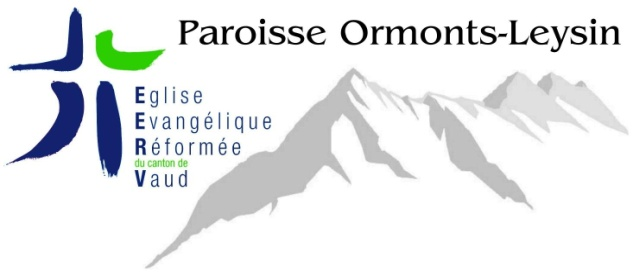 Paroisse Ormonts-Leysin
Eglise
Evangélique
Réformée
du canton de
Vaud